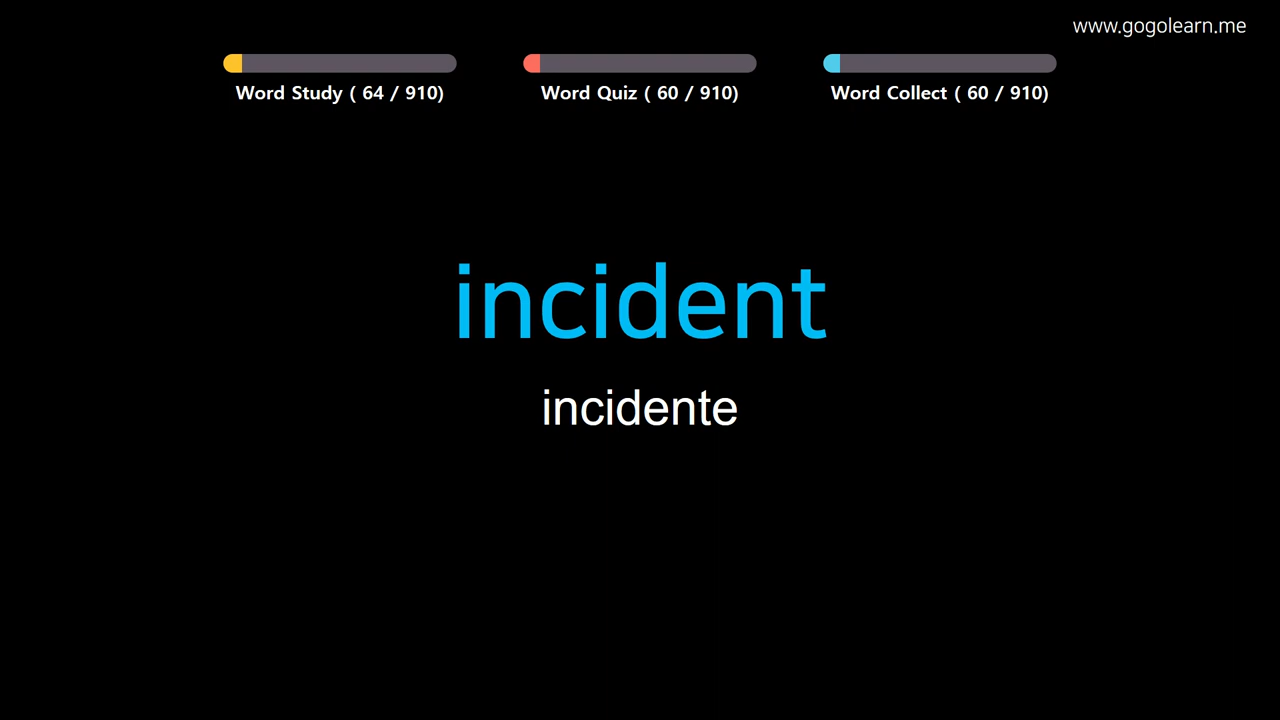 www.gogolearn.me
Word Study ( 64 / 910)
Word Quiz ( 60 / 910)
Word Collect ( 60 / 910)
incident
incidente